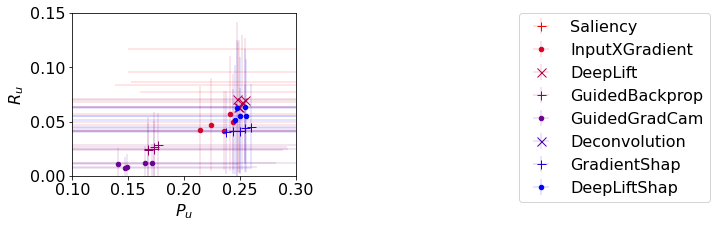 0.15
0.10
0.05
0.00
R_u
0.10 0.15 0.20 0.25 0.30
P_u
Saliency
InputXGradient
DeepLift
GuidedBackprop
GuidedGradCam
Deconvolution
GradientShap
DeepLiftShap